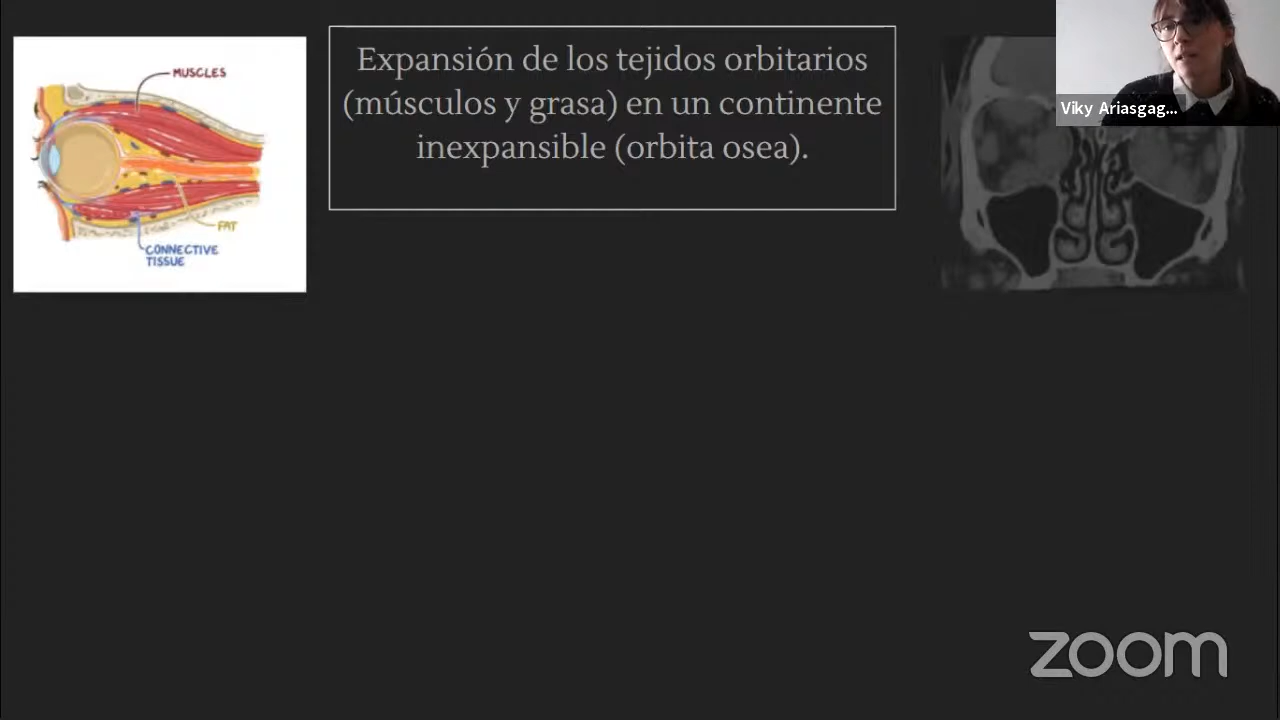 MUSCLES
FAT
CONNECTIVE
TISSUE
Expansión de los tejidos orbitarios
(músculos y grasa) en un continente
inexpansible (orbita osea).
Viky Ariasgag...
zoom